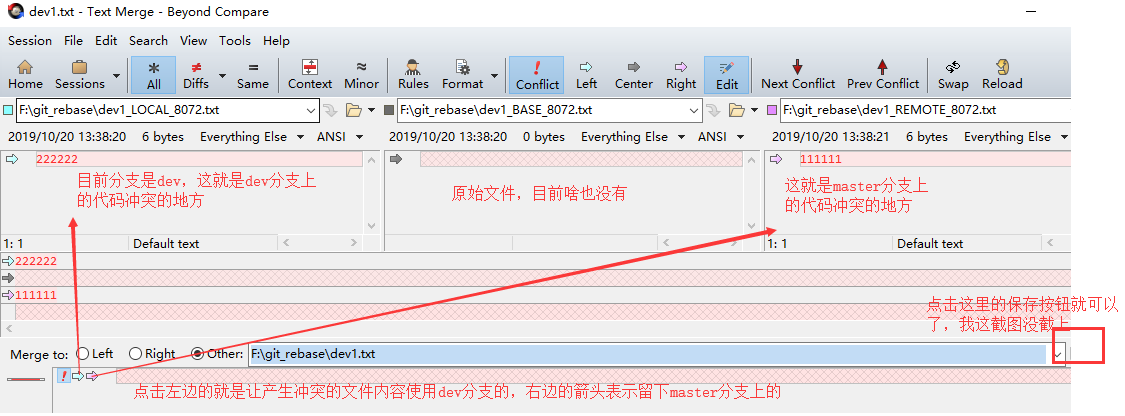 dev1.txt - Text Merge - Beyond Compare
Session File Edit Search View Tools Help
Home Sessions All Diffs Same Context Minor Rules Format Conflict Left Center Right Edit Next Conflict Prev Conflict Swap Reload
F:\git_rebase\dev1_LOCAL_8072.txt F:\git_rebase\dev1_BASE_8072.txt F:\git_rebase\dev1_REMOTE_8072.txt
2019/10/20 13:38:20 6 bytes Everything Else ANSI 2019/10/20 13:38:20 0 bytes Everything Else ANSI 2019/10/20 13:38:21 6 bytes Everything Else
222222 111111
目前分支是dev，这就是dev分支上
的代码冲突的地方
原始文件，目前啥也没有
这就是master分支上
的代码冲突的地方
1: 1 Default text 1: 1 Default text
222222
111111
点击这里的保存按钮就可以
了，我这截图没截上
Merge to: Left Right Other: F:\git_rebase\dev1.txt
点击左边的就是让产生冲突的文件内容使用dev分支的，右边的箭头表示留下master分支上的